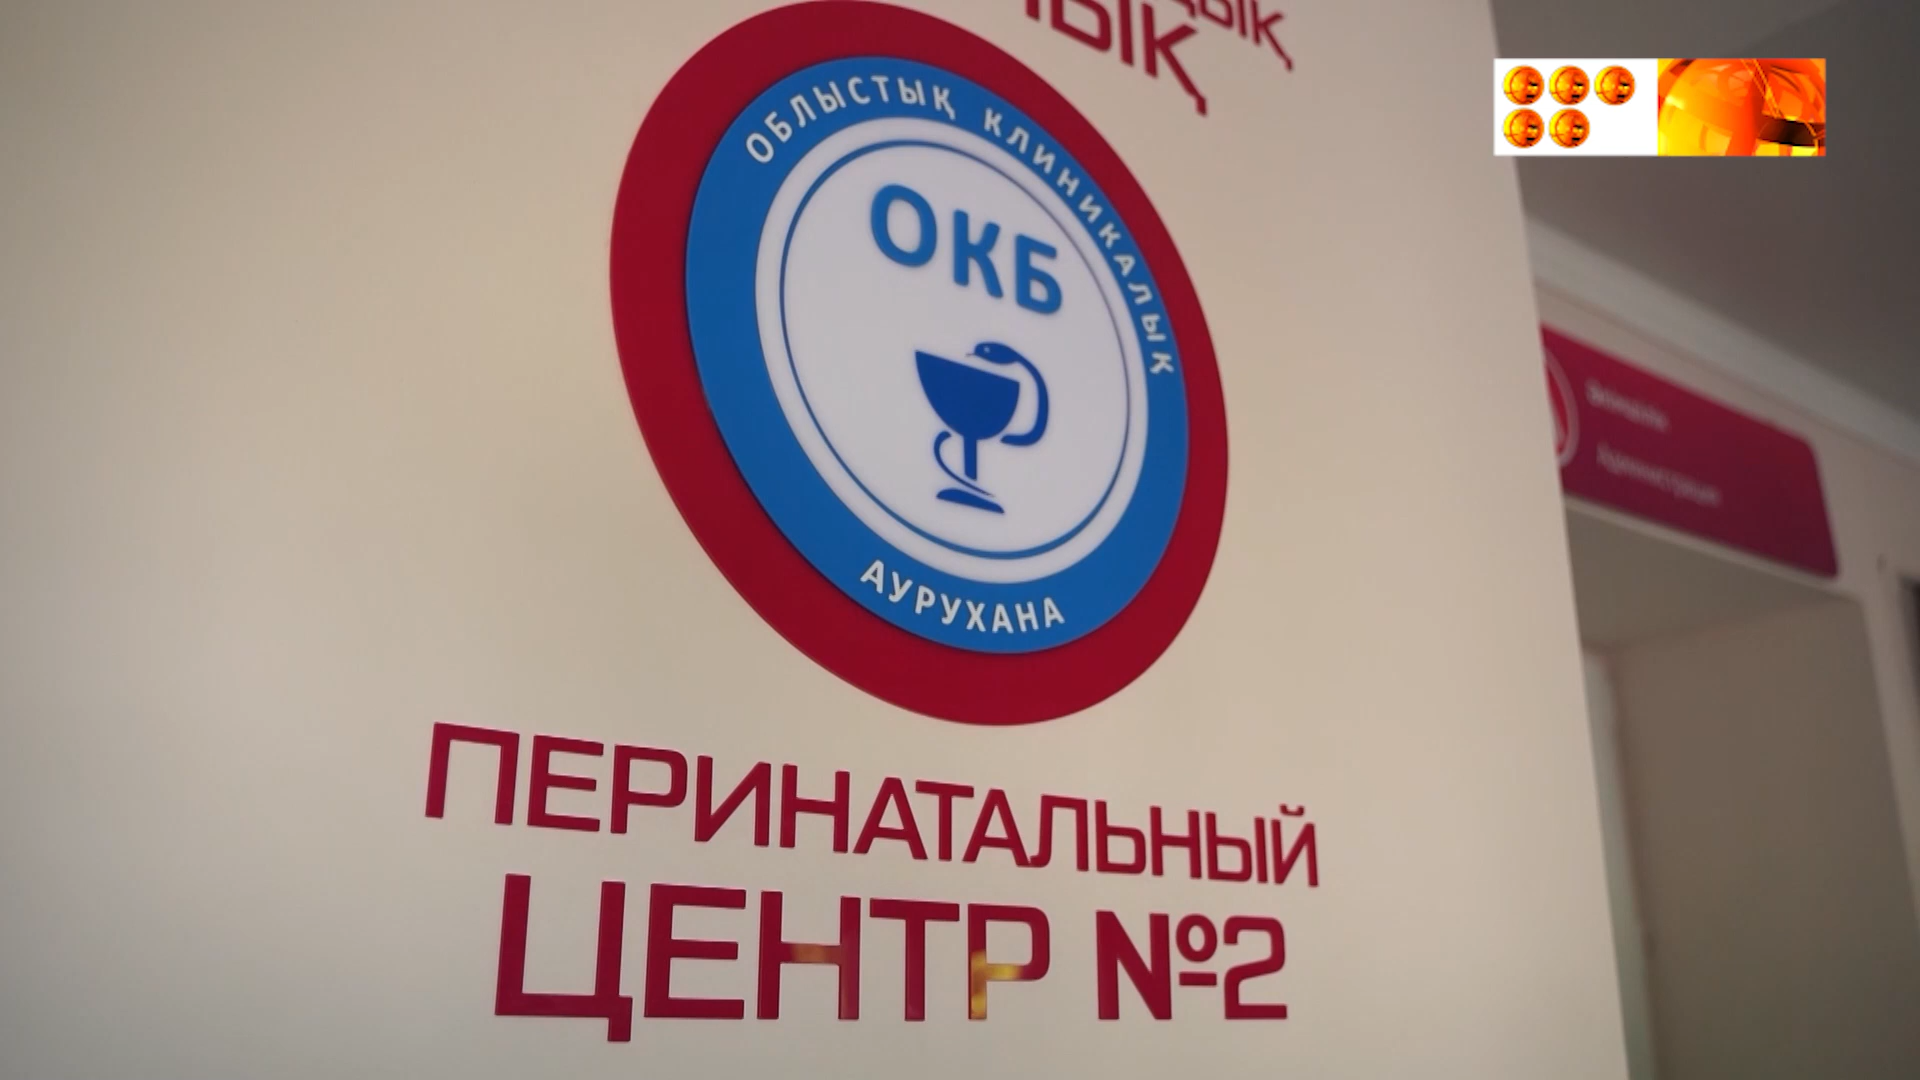 ОБЛЫСТЫҚ КЛИНИКАЛЫҚ
ОКБ
АУРУХАНА
ПЕРИНАТАЛЬНЫЙ
ЦЕНТР №2